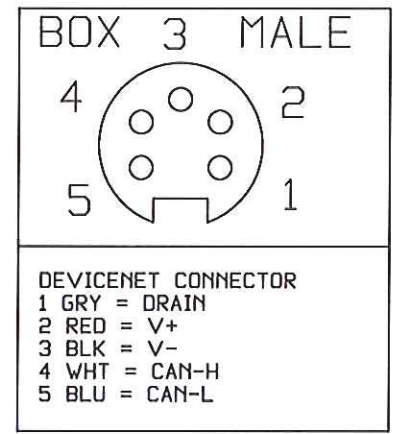 BOX 3 MALE
4 2
5 1
DEVICENET CONNECTOR
1 GRY = DRAIN
2 RED = V+
3 BLK = V-
4 WHT = CAN-H
5 BLU = CAN-L